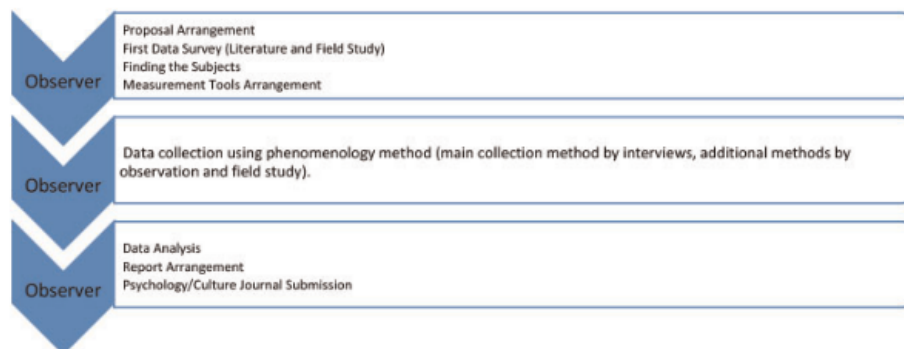 Observer
Proposal Arrangement
First Data Survey (Literature and Field Study)
Finding the Subjects
Measurement Tools Arrangement
Observer
Data collection using phenomenology method (main collection method by interviews, additional methods by
observation and field study).
Observer
Data Analysis
Report Arrangement
Psychology/Culture Journal Submission